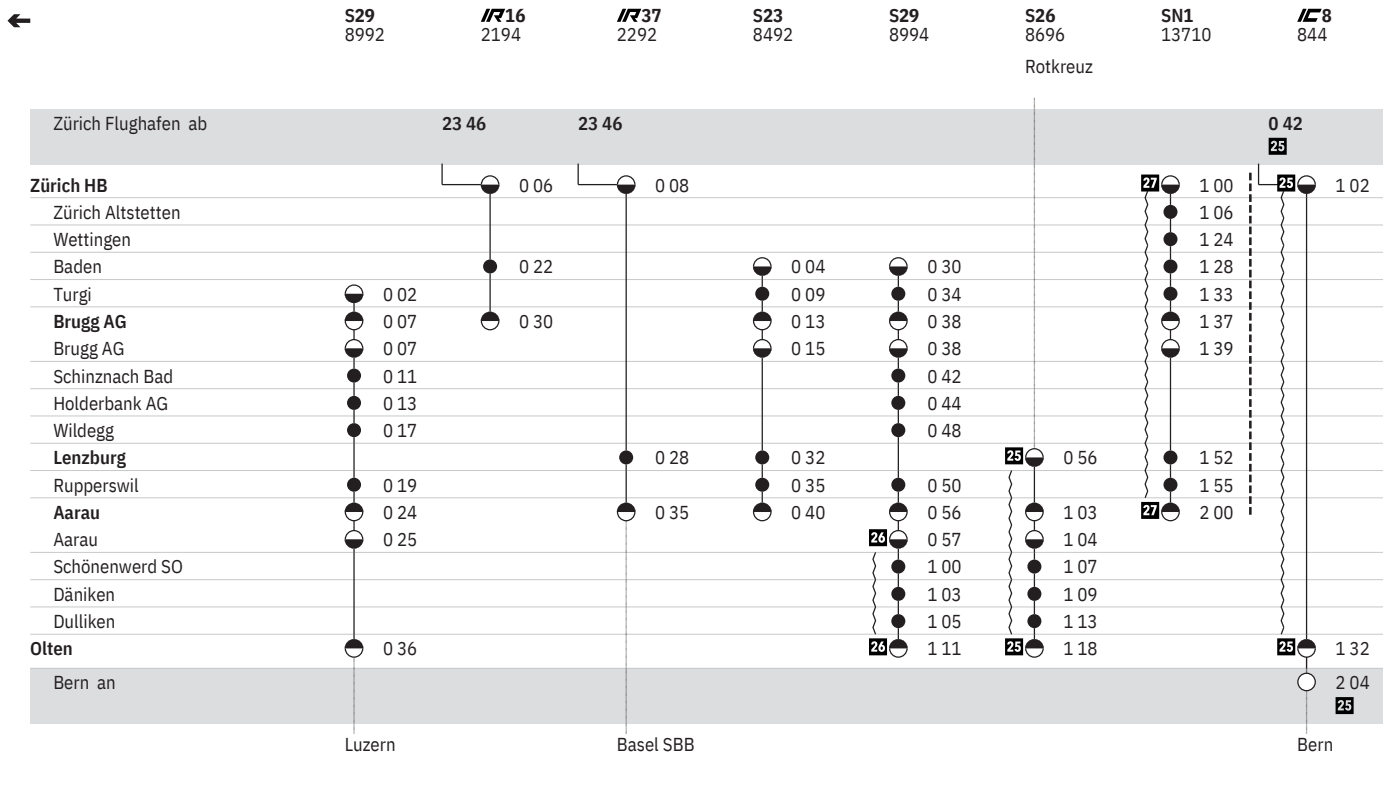 S29 IR16 IR37 S23 S29 S26 SN1 IC8
8992 2194 2292 8492 8994 8696 13710 844
Rotkreuz
Zürich Flughafen ab 23 46 23 46 0 42
25
Zürich HB 0 06 0 08 27 1 00 25 1 02
Zürich Altstetten 1 06
Wettingen 1 24
Baden 0 22 0 04 0 30 1 28
Turgi 0 02 0 09 0 34 1 33
Brugg AG 0 07 0 30 0 13 0 38 1 37
Brugg AG 0 07 0 15 0 38 1 39
Schinznach Bad 0 11 0 42
Holderbank AG 0 13 0 44
Wildegg 0 17 0 48
Lenzburg 0 28 0 32 25 0 56 1 52
Rupperswil 0 19 0 35 0 50 1 55
Aarau 0 24 0 35 0 40 0 56 1 03 27 2 00
Aarau 0 25 26 0 57 1 04
Schönenwerd SO 1 00 1 07
Däniken 1 03 1 09
Dulliken 1 05 1 13
Olten 0 36 26 1 11 25 1 18 25 1 32
Bern an 2 04
25
Luzern Basel SBB Bern